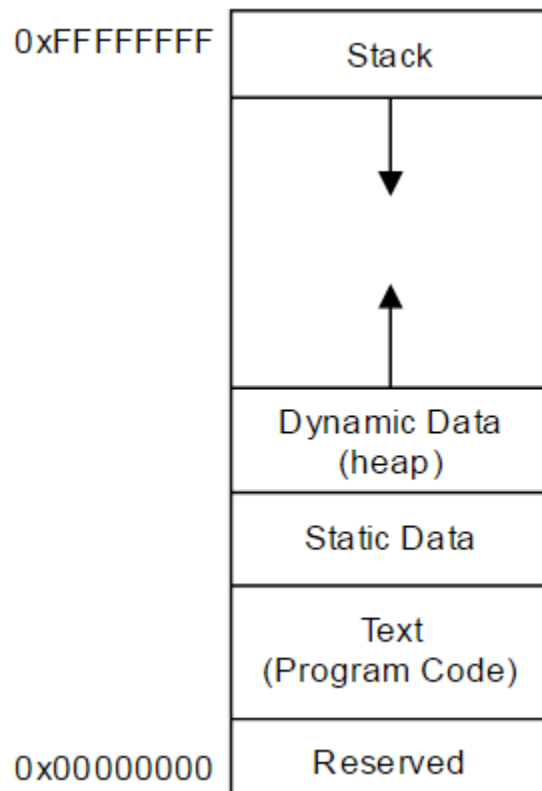 0xFFFFFFFF
Stack
Dynamic Data
(heap)
Static Data
Text
(Program Code)
0x00000000
Reserved